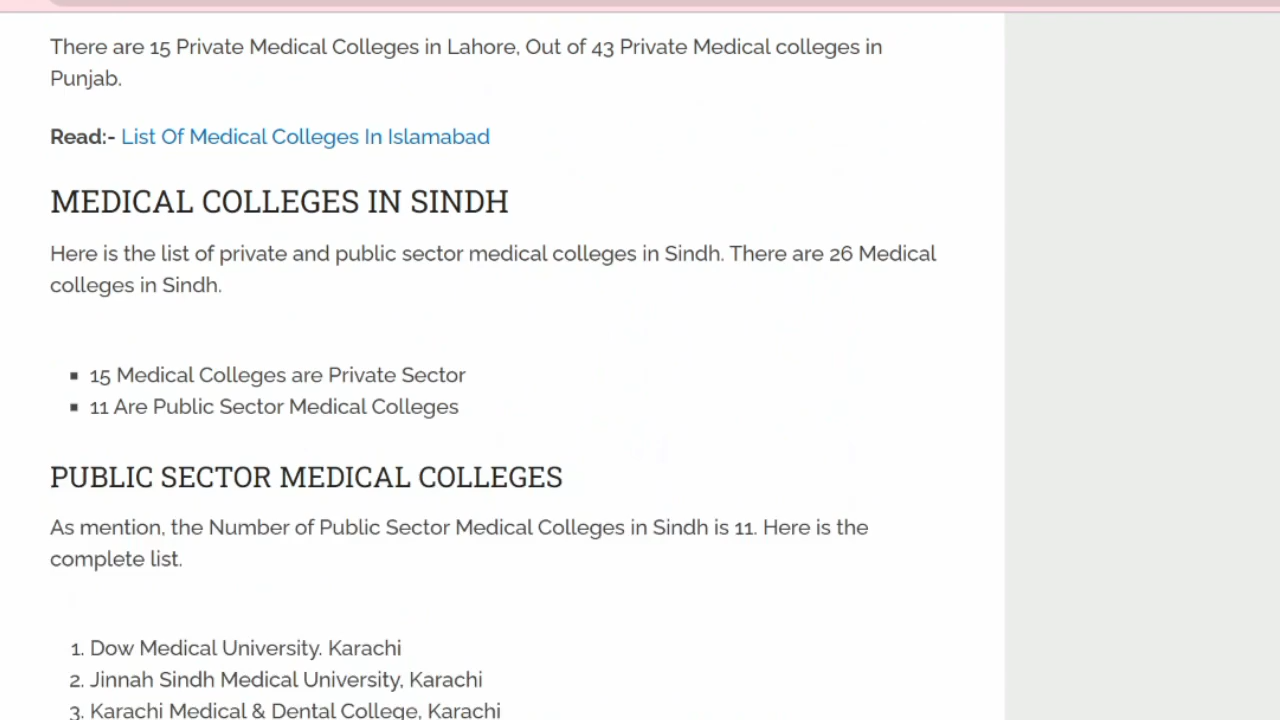 There are 15 Private Medical Colleges in Lahore, Out of 43 Private Medical colleges in
Punjab.
Read:- List Of Medical Colleges In Islamabad
MEDICAL COLLEGES IN SINDH
Here is the list of private and public sector medical colleges in Sindh. There are 26 Medical
colleges in Sindh.
▪ 15 Medical Colleges are Private Sector
▪ 11 Are Public Sector Medical Colleges
PUBLIC SECTOR MEDICAL COLLEGES
As mention, the Number of Public Sector Medical Colleges in Sindh is 11. Here is the
complete list.
1. Dow Medical University. Karachi
2. Jinnah Sindh Medical University, Karachi
3. Karachi Medical & Dental College, Karachi